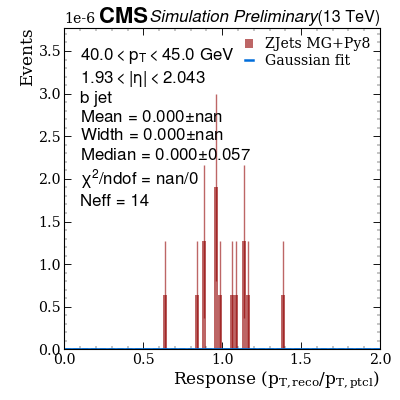 1e-6 CMS Simulation Preliminary (13 TeV)
Events
40.0 < pT < 45.0 GeV
1.93 < |η| < 2.043
b jet
Mean = 0.000±nan
Width = 0.000±nan
Median = 0.000±0.057
χ²/ndof = nan/0
Neff = 14
ZJets MG+Py8
Gaussian fit
3.5
3.0
2.5
2.0
1.5
1.0
0.5
0.0
0.0 0.5 1.0 1.5 2.0
Response (pT,reco/pT,ptcl)